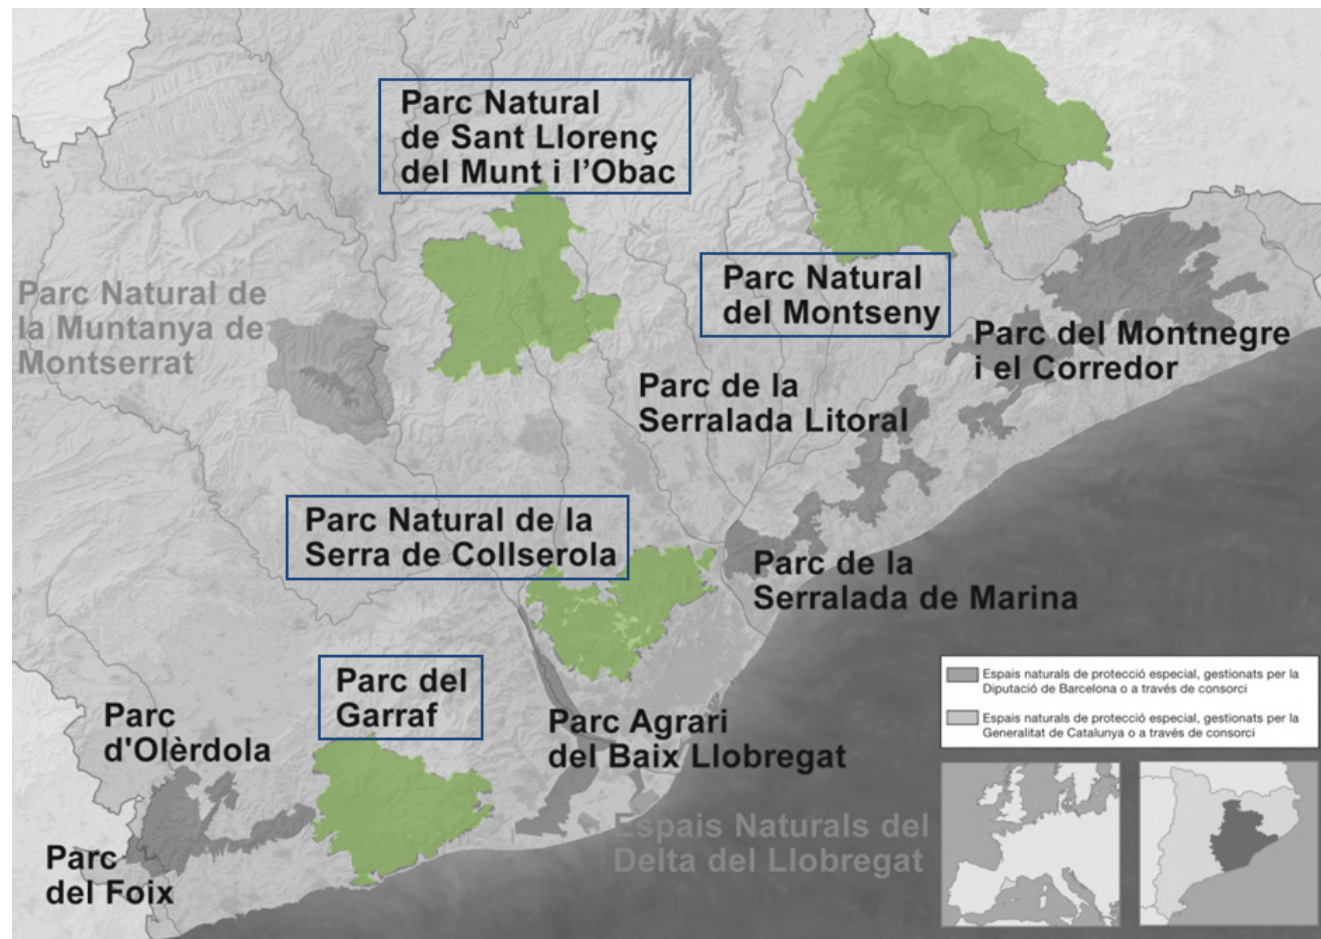 Parc Natural
de Sant Llorenç
del Munt i l’Obac
Parc Natural
del Montseny
Parc Natural de
la Muntanya de
Montserrat
Parc del Montnegre
i el Corredor
Parc de la
Serralada Litoral
Parc Natural de la
Serra de Collserola
Parc de la
Serralada de Marina
Parc del
Garraf
Parc
d'Olèrdola
Parc Agrari
del Baix Llobregat
Espais Naturals del
Delta del Llobregat
Parc
del Foix
Espais naturals de protecció especial, gestionats per la
Diputació de Barcelona o a través de consorci
Espais naturals de protecció especial, gestionats per la
Generalitat de Catalunya o a través de consorci